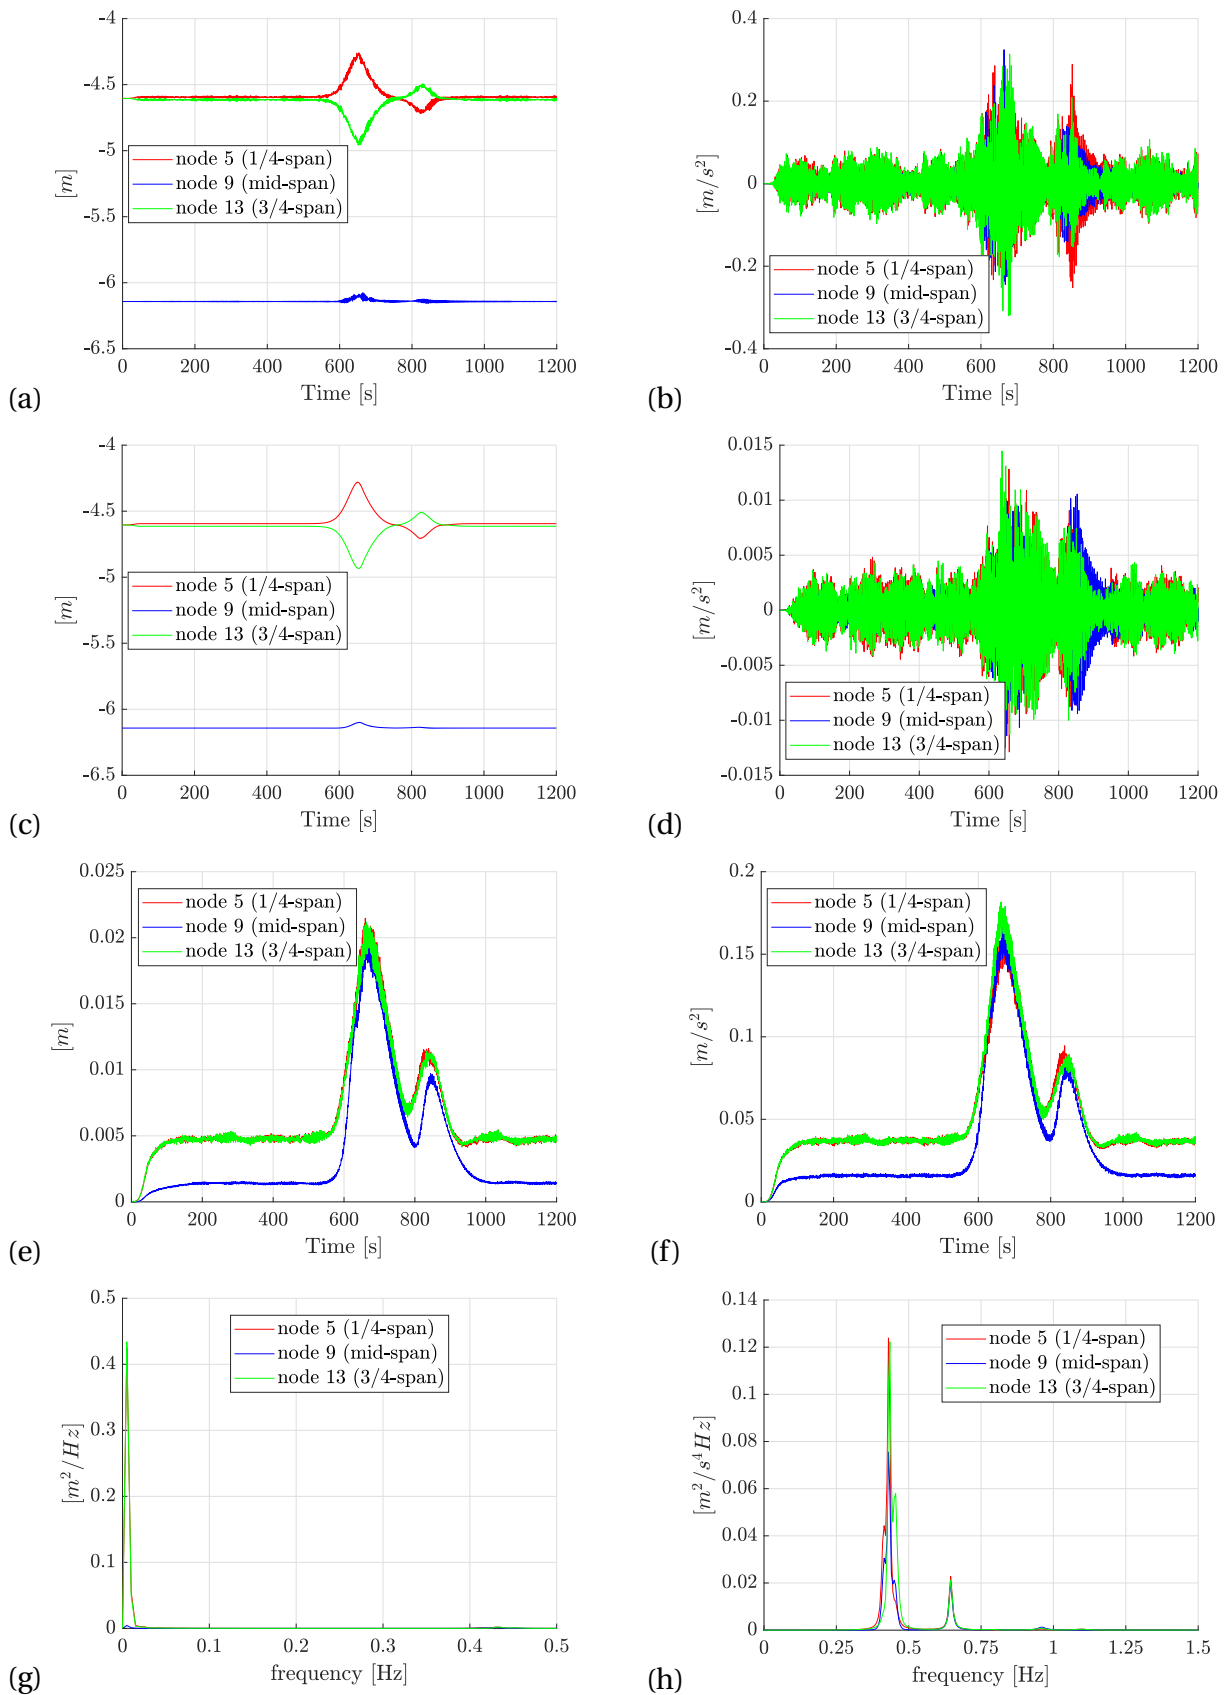 -4
-4.5
-5
-5.5
-6
-6.5
[m]
node 5 (1/4-span)
node 9 (mid-span)
node 13 (3/4-span)
0 200 400 600 800 1000 1200
Time [s]
(a)
0.4
0.2
0
-0.2
-0.4
[m/s²]
node 5 (1/4-span)
node 9 (mid-span)
node 13 (3/4-span)
0 200 400 600 800 1000 1200
Time [s]
(b)
-4
-4.5
-5
-5.5
-6
-6.5
[m]
node 5 (1/4-span)
node 9 (mid-span)
node 13 (3/4-span)
0 200 400 600 800 1000 1200
Time [s]
(c)
0.015
0.01
0.005
0
-0.005
-0.01
-0.015
[m/s²]
node 5 (1/4-span)
node 9 (mid-span)
node 13 (3/4-span)
0 200 400 600 800 1000 1200
Time [s]
(d)
0.025
0.02
0.015
0.01
0.005
0
[m]
node 5 (1/4-span)
node 9 (mid-span)
node 13 (3/4-span)
0 200 400 600 800 1000 1200
Time [s]
(e)
0.2
0.15
0.1
0.05
0
[m/s²]
node 5 (1/4-span)
node 9 (mid-span)
node 13 (3/4-span)
0 200 400 600 800 1000 1200
Time [s]
(f)
0.5
0.4
0.3
0.2
0.1
0
[m²/Hz]
node 5 (1/4-span)
node 9 (mid-span)
node 13 (3/4-span)
0 0.1 0.2 0.3 0.4 0.5
frequency [Hz]
(g)
0.14
0.12
0.1
0.08
0.06
0.04
0.02
0
[m²/s⁴Hz]
node 5 (1/4-span)
node 9 (mid-span)
node 13 (3/4-span)
0 0.25 0.5 0.75 1 1.25 1.5
frequency [Hz]
(h)